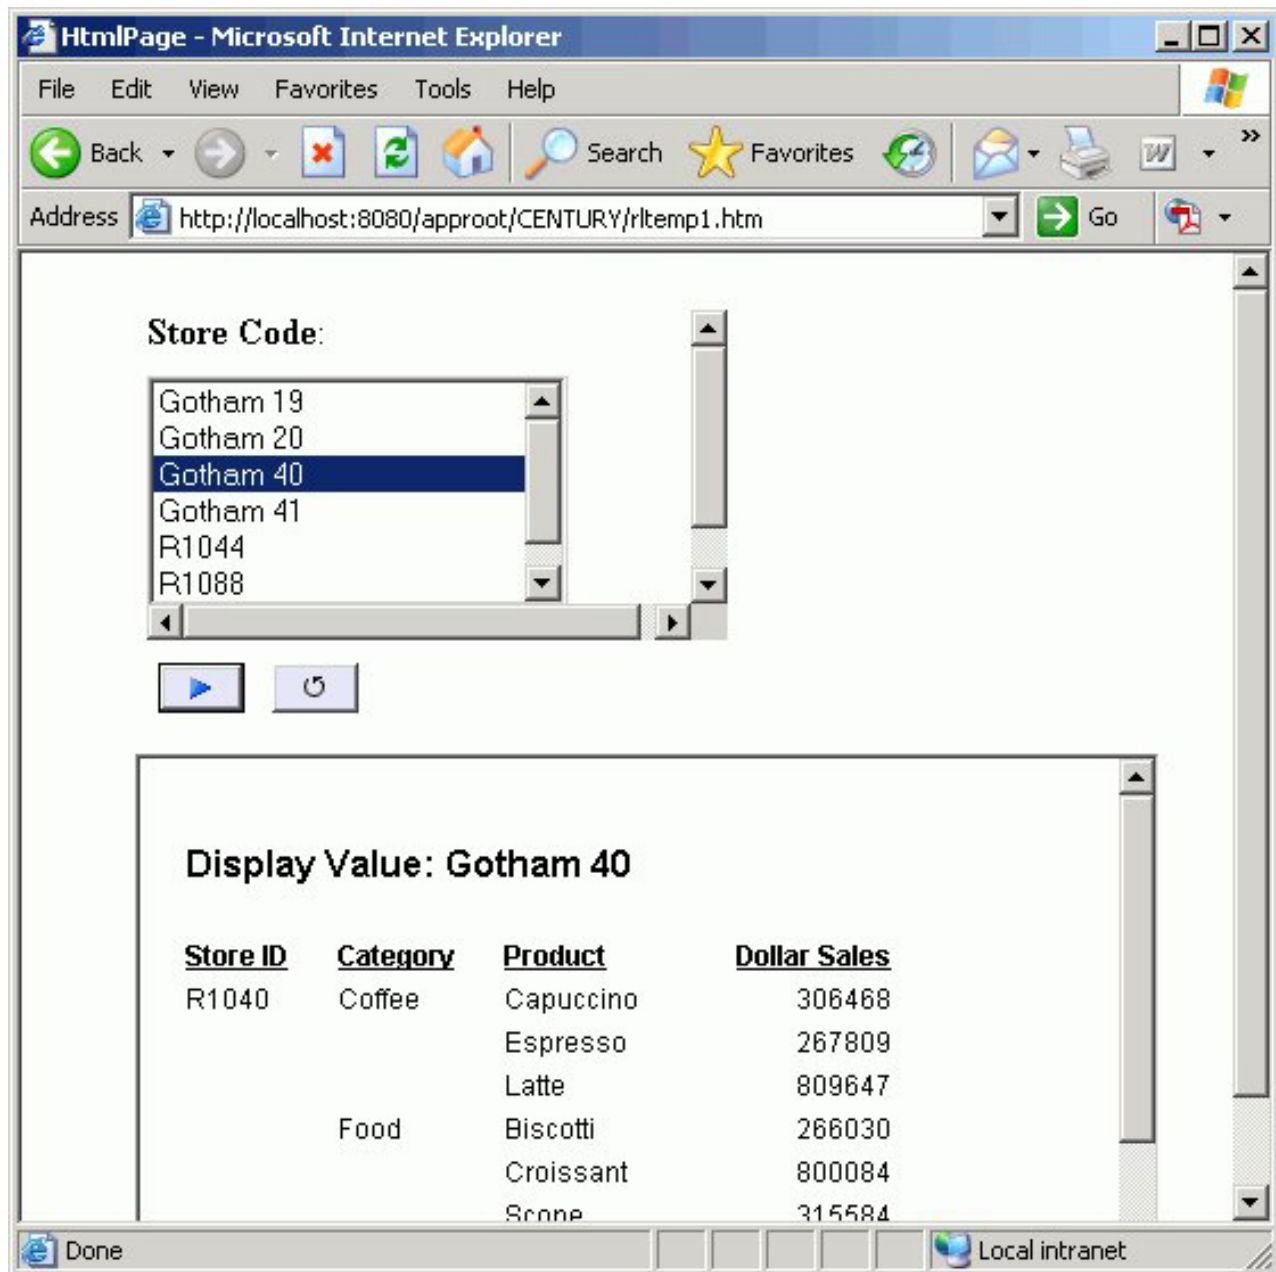 HtmlPage - Microsoft Internet Explorer
File Edit View Favorites Tools Help
Back Search Favorites W »
Address http://localhost:8080/approot/CENTURY/rltemp1.htm Go
Store Code:
Gotham 19
Gotham 20
Gotham 40
Gotham 41
R1044
R1088
Display Value: Gotham 40
Store ID Category Product Dollar Sales
R1040 Coffee Capuccino 306468
Espresso 267809
Latte 809647
Food Biscotti 266030
Croissant 800084
Scone 315584
Done Local intranet